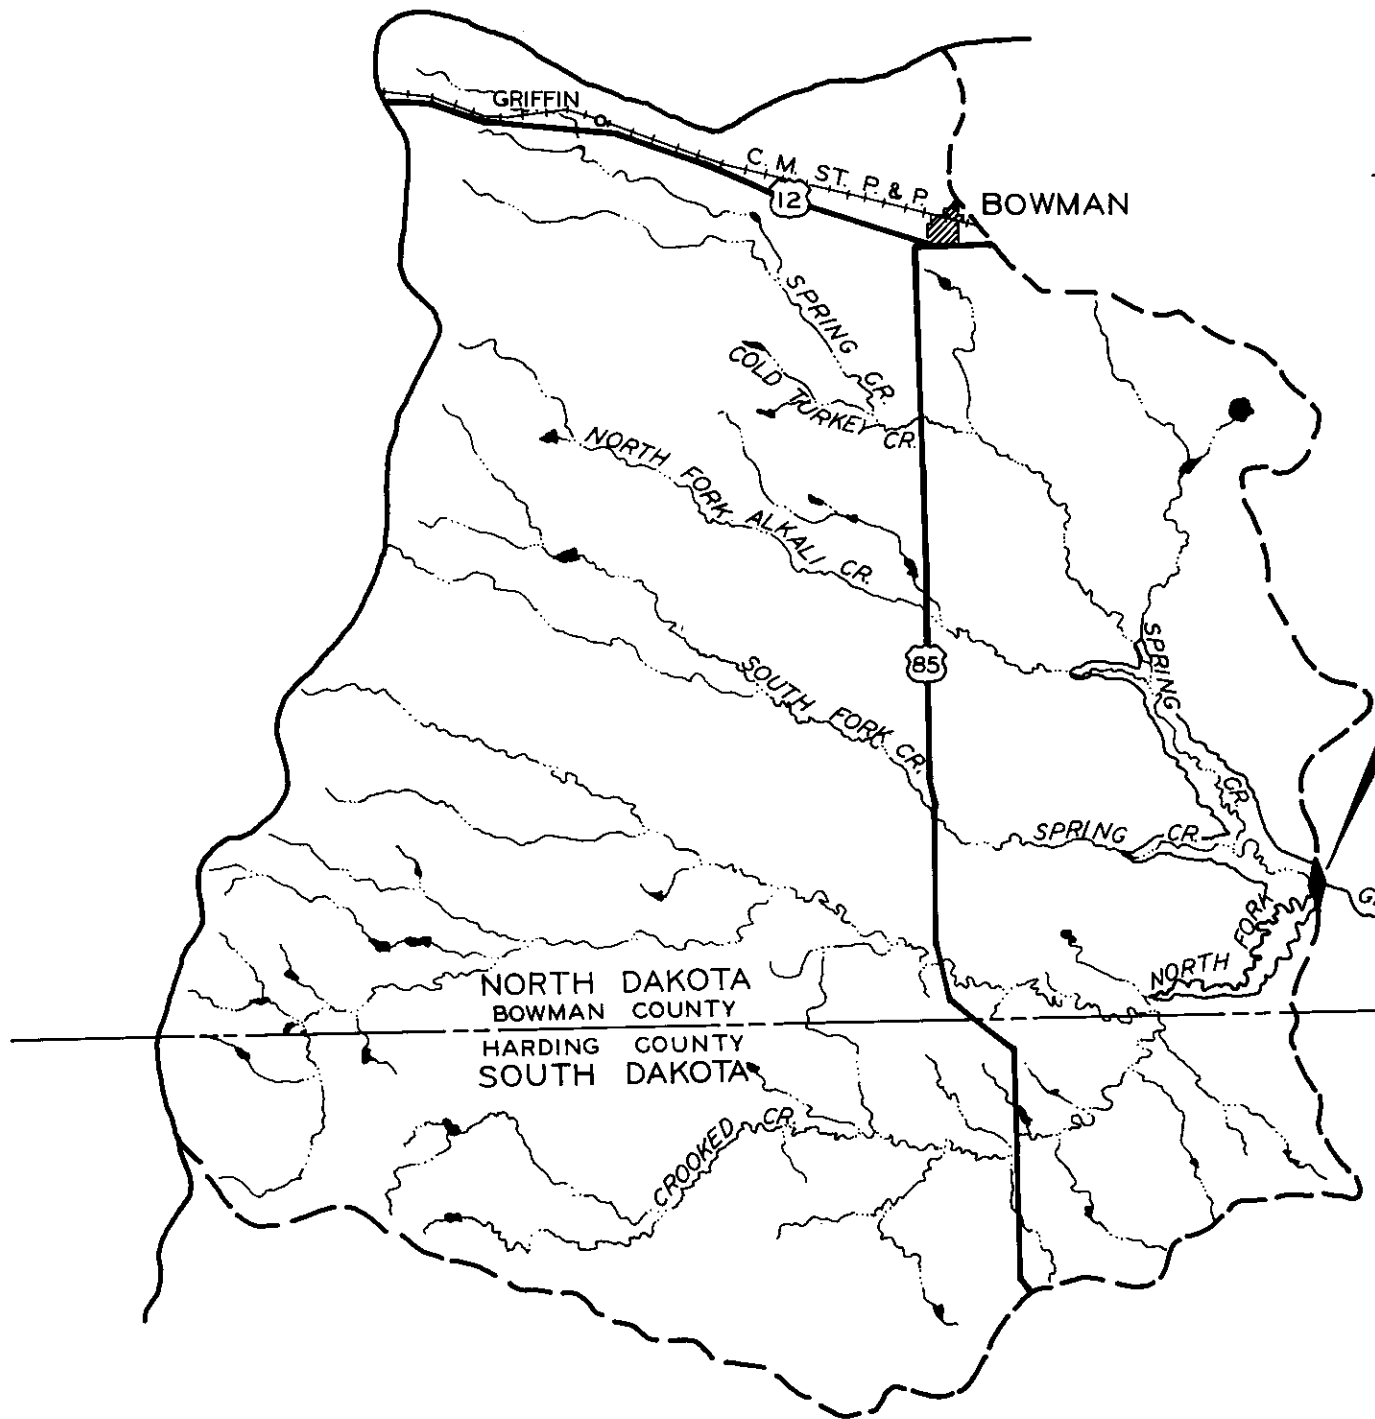 GRIFFIN
C. M. ST. P. & P.
12
BOWMAN
SPRING CR.
COLD TURKEY CR.
NORTH FORK ALKALI CR.
85
SPRING CR.
SOUTH FORK CR.
SPRING CR.
NORTH FORK
NORTH DAKOTA
BOWMAN COUNTY
HARDING COUNTY
SOUTH DAKOTA
CROOKED CR.